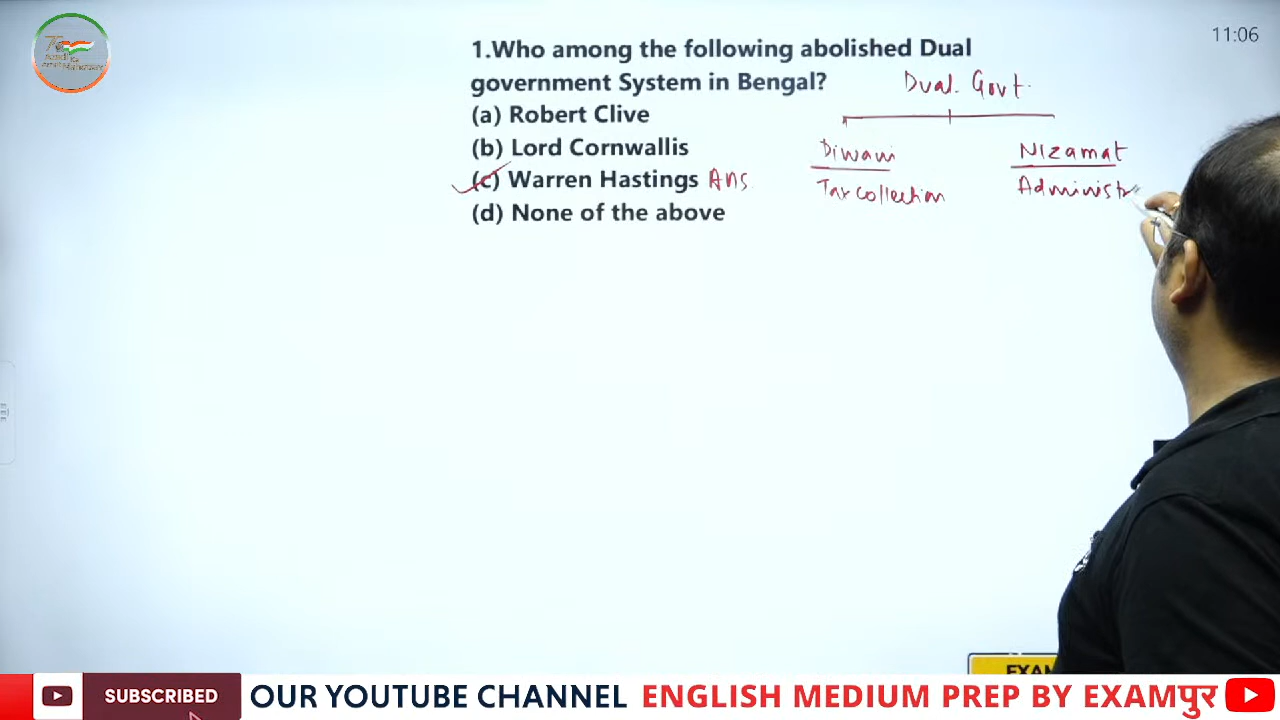 11:06
1.Who among the following abolished Dual
government System in Bengal?
(a) Robert Clive
(b) Lord Cornwallis
(c) Warren Hastings Ans
(d) None of the above
Dual. Govt.
Diwani
Tax Collection
Nizamat
Administr
EXAM
SUBSCRIBED
OUR YOUTUBE CHANNEL ENGLISH MEDIUM PREP BY EXAMपुर